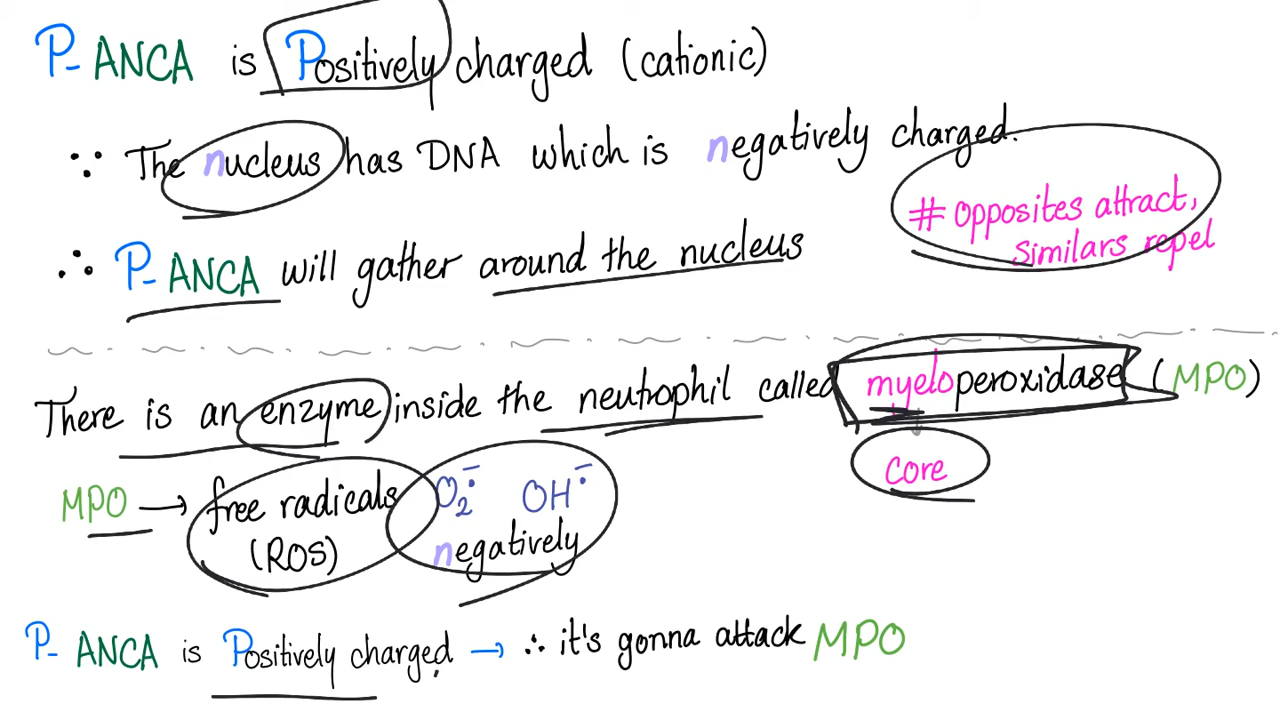 P- ANCA is Positively charged (cationic)
∵ The nucleus has DNA which is negatively charged.
# opposites attract,
similars repel
∴ P- ANCA will gather around the nucleus
There is an enzyme inside the neutrophil called myeloperoxidase (MPO)
core
MPO → free radicals O₂•⁻ OH•⁻
(ROS) negatively
P- ANCA is Positively charged → ∴ it's gonna attack MPO